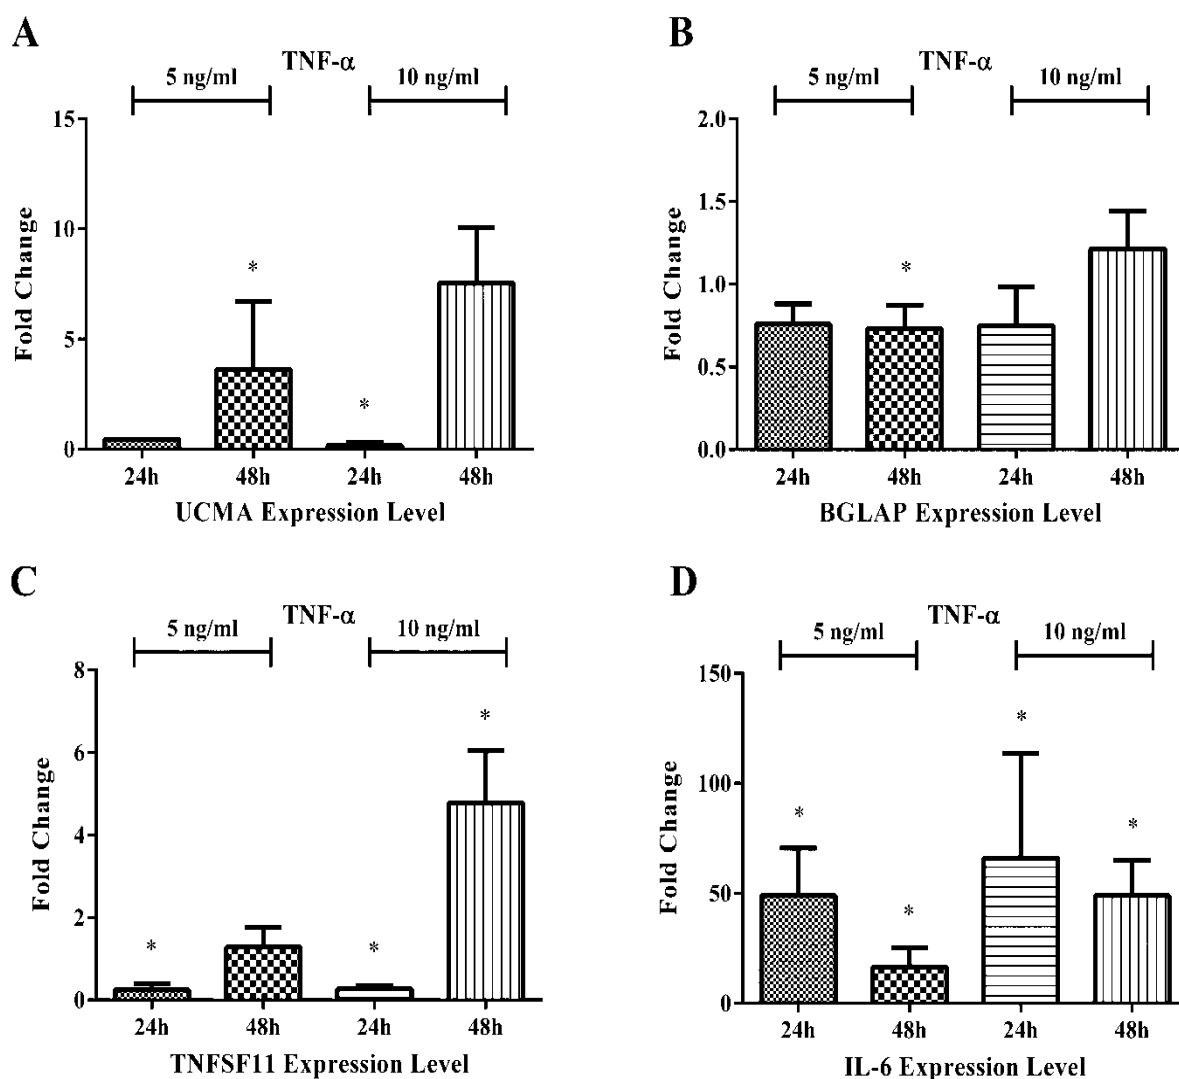 A
TNF-α
5 ng/ml 10 ng/ml
15
10
5
0
Fold Change
*
*
24h 48h 24h 48h
UCMA Expression Level
B
TNF-α
5 ng/ml 10 ng/ml
2.0
1.5
1.0
0.5
0.0
Fold Change
*
24h 48h 24h 48h
BGLAP Expression Level
C
TNF-α
5 ng/ml 10 ng/ml
8
6
4
2
0
Fold Change
*
*
*
24h 48h 24h 48h
TNFSF11 Expression Level
D
TNF-α
5 ng/ml 10 ng/ml
150
100
50
0
Fold Change
*
*
*
*
24h 48h 24h 48h
IL-6 Expression Level